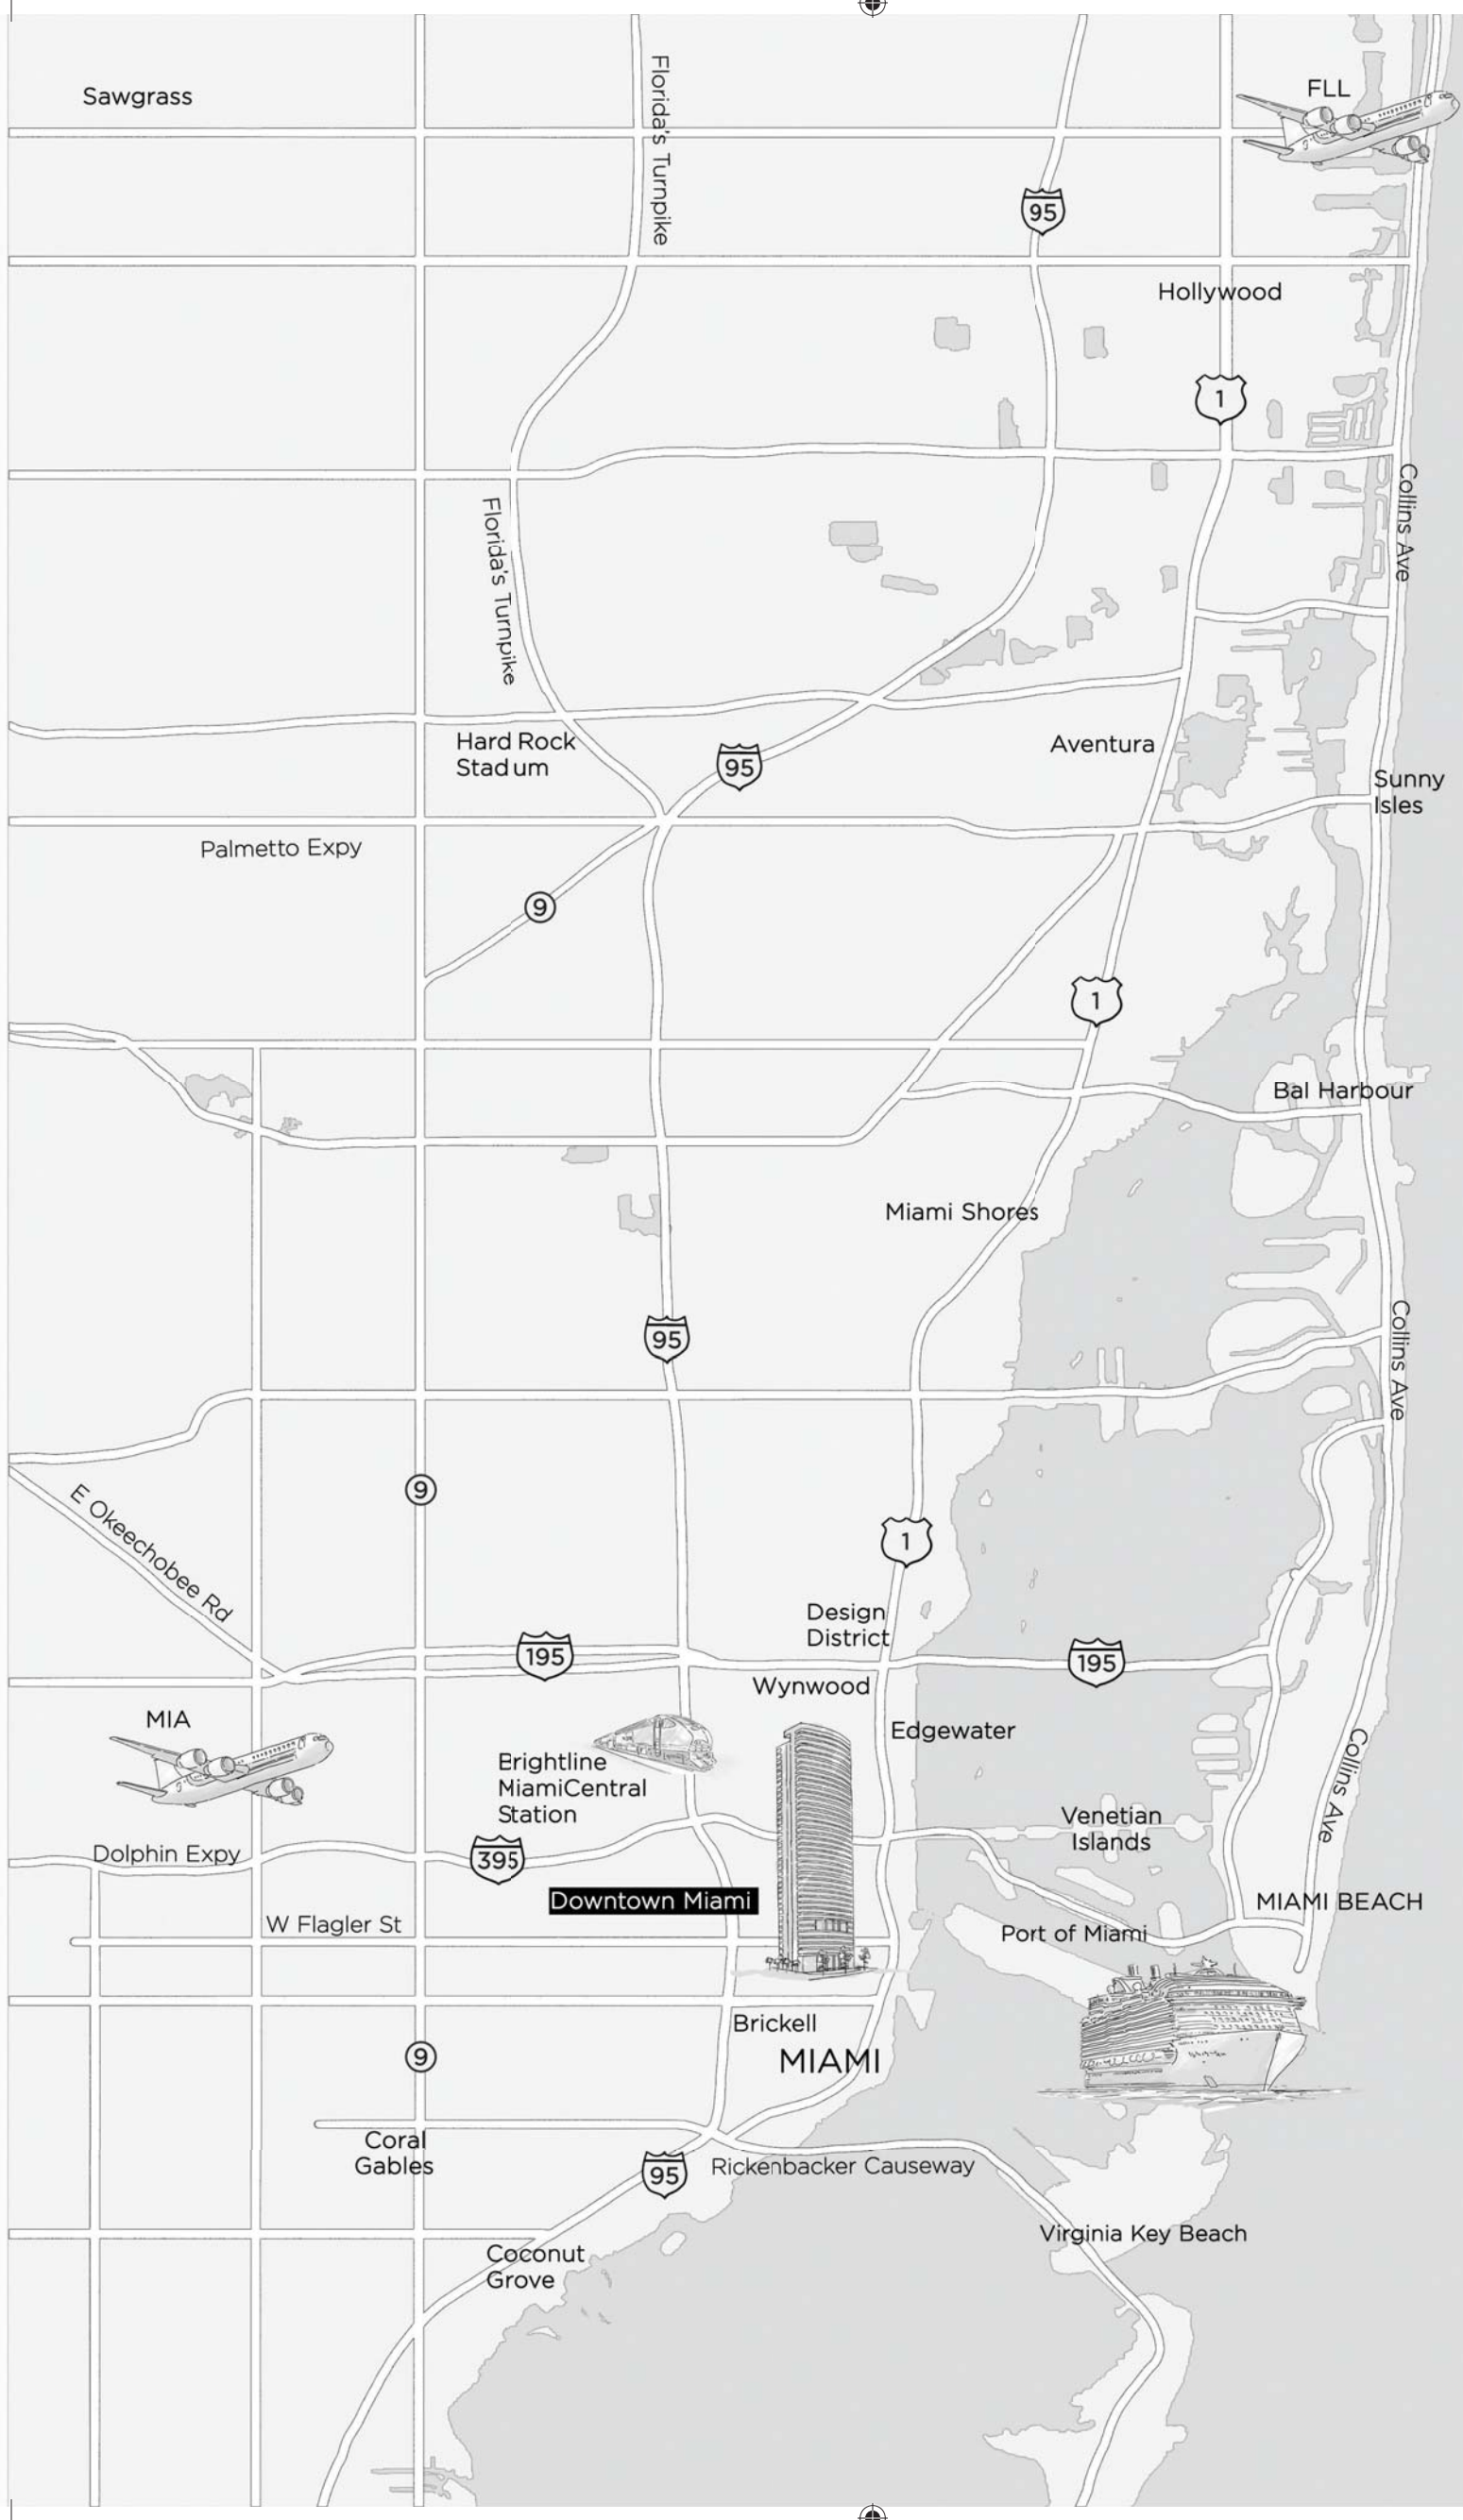 Sawgrass
Florida's Turnpike
FLL
95
Hollywood
1
Collins Ave
Florida's Turnpike
Hard Rock
Stad um
95
Aventura
Sunny
Isles
Palmetto Expy
9
1
Bal Harbour
Miami Shores
95
Collins Ave
9
E Okeechobee Rd
1
Design
District
195
195
Wynwood
MIA
Edgewater
Brightline
MiamiCentral
Station
Collins Ave
Venetian
Islands
Dolphin Expy
395
Downtown Miami
MIAMI BEACH
W Flagler St
Port of Miami
Brickell
9
MIAMI
Coral
Gables
95
Rickenbacker Causeway
Virginia Key Beach
Coconut
Grove